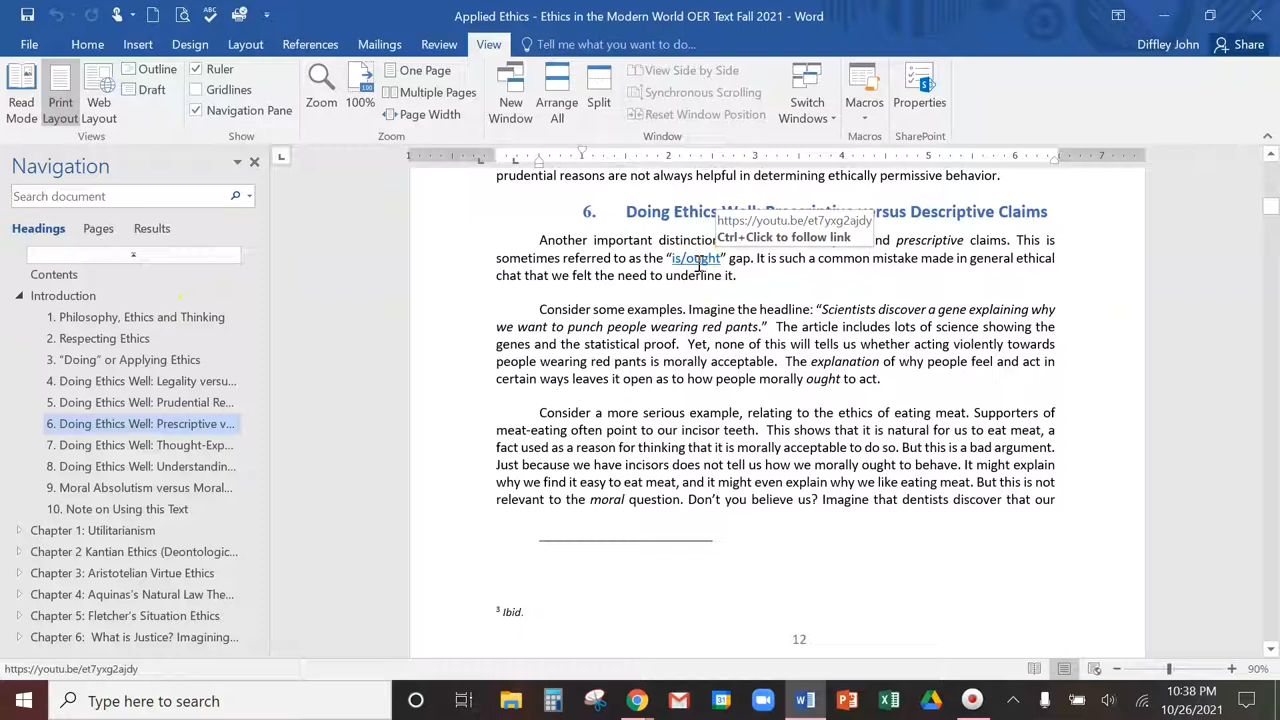 Applied Ethics - Ethics in the Modern World OER Text Fall 2021 - Word
File Home Insert Design Layout References Mailings Review View Tell me what you want to do... Diffley John Share
Read Mode
Print Layout
Web Layout
Outline
Draft
Views
Ruler
Gridlines
Navigation Pane
Show
Zoom
100%
One Page
Multiple Pages
Page Width
Zoom
New Window
Arrange All
Split
View Side by Side
Synchronous Scrolling
Reset Window Position
Window
Switch Windows
Macros
Macros
Properties
SharePoint
Navigation
Search document
Headings Pages Results
Contents
Introduction
1. Philosophy, Ethics and Thinking
2. Respecting Ethics
3. “Doing” or Applying Ethics
4. Doing Ethics Well: Legality versu...
5. Doing Ethics Well: Prudential Re...
6. Doing Ethics Well: Prescriptive v...
7. Doing Ethics Well: Thought-Exp...
8. Doing Ethics Well: Understandin...
9. Moral Absolutism versus Moral...
10. Note on Using this Text
Chapter 1: Utilitarianism
Chapter 2 Kantian Ethics (Deontologic...
Chapter 3: Aristotelian Virtue Ethics
Chapter 4: Aquinas's Natural Law The...
Chapter 5: Fletcher's Situation Ethics
Chapter 6: What is Justice? Imagining...
1 1 2 3 4 5 6 7
prudential reasons are not always helpful in determining ethically permissive behavior.
6. Doing Ethics Well: Prescriptive versus Descriptive Claims
https://youtu.be/et7yxg2ajdy
Ctrl+Click to follow link
Another important distinction nd prescriptive claims. This is
sometimes referred to as the “is/ought” gap. It is such a common mistake made in general ethical
chat that we felt the need to underline it.
Consider some examples. Imagine the headline: “Scientists discover a gene explaining why
we want to punch people wearing red pants.” The article includes lots of science showing the
genes and the statistical proof. Yet, none of this will tells us whether acting violently towards
people wearing red pants is morally acceptable. The explanation of why people feel and act in
certain ways leaves it open as to how people morally ought to act.
Consider a more serious example, relating to the ethics of eating meat. Supporters of
meat-eating often point to our incisor teeth. This shows that it is natural for us to eat meat, a
fact used as a reason for thinking that it is morally acceptable to do so. But this is a bad argument.
Just because we have incisors does not tell us how we morally ought to behave. It might explain
why we find it easy to eat meat, and it might even explain why we like eating meat. But this is not
relevant to the moral question. Don’t you believe us? Imagine that dentists discover that our
3 Ibid.
12
https://youtu.be/et7yxg2ajdy
90%
Type here to search
10:38 PM
10/26/2021